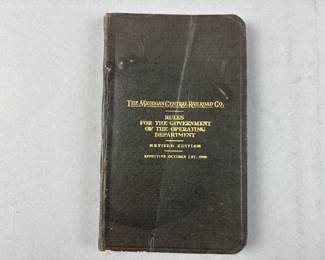 THE MICHIGAN CENTRAL RAILROAD CO.
RULES
FOR THE GOVERNMENT
OF THE OPERATING
DEPARTMENT
REVISED EDITION
EFFECTIVE OCTOBER 1ST,